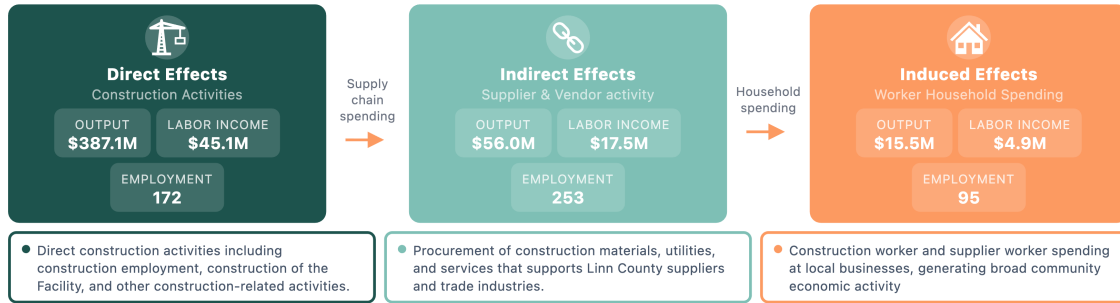 Direct Effects
Construction Activities
OUTPUT
$387.1M
LABOR INCOME
$45.1M
EMPLOYMENT
172
Supply
chain
spending
Indirect Effects
Supplier & Vendor activity
OUTPUT
$56.0M
LABOR INCOME
$17.5M
EMPLOYMENT
253
Household
spending
Induced Effects
Worker Household Spending
OUTPUT
$15.5M
LABOR INCOME
$4.9M
EMPLOYMENT
95
Direct construction activities including
construction employment, construction of the
Facility, and other construction-related activities.
Procurement of construction materials, utilities,
and services that supports Linn County suppliers
and trade industries.
Construction worker and supplier worker spending
at local businesses, generating broad community
economic activity